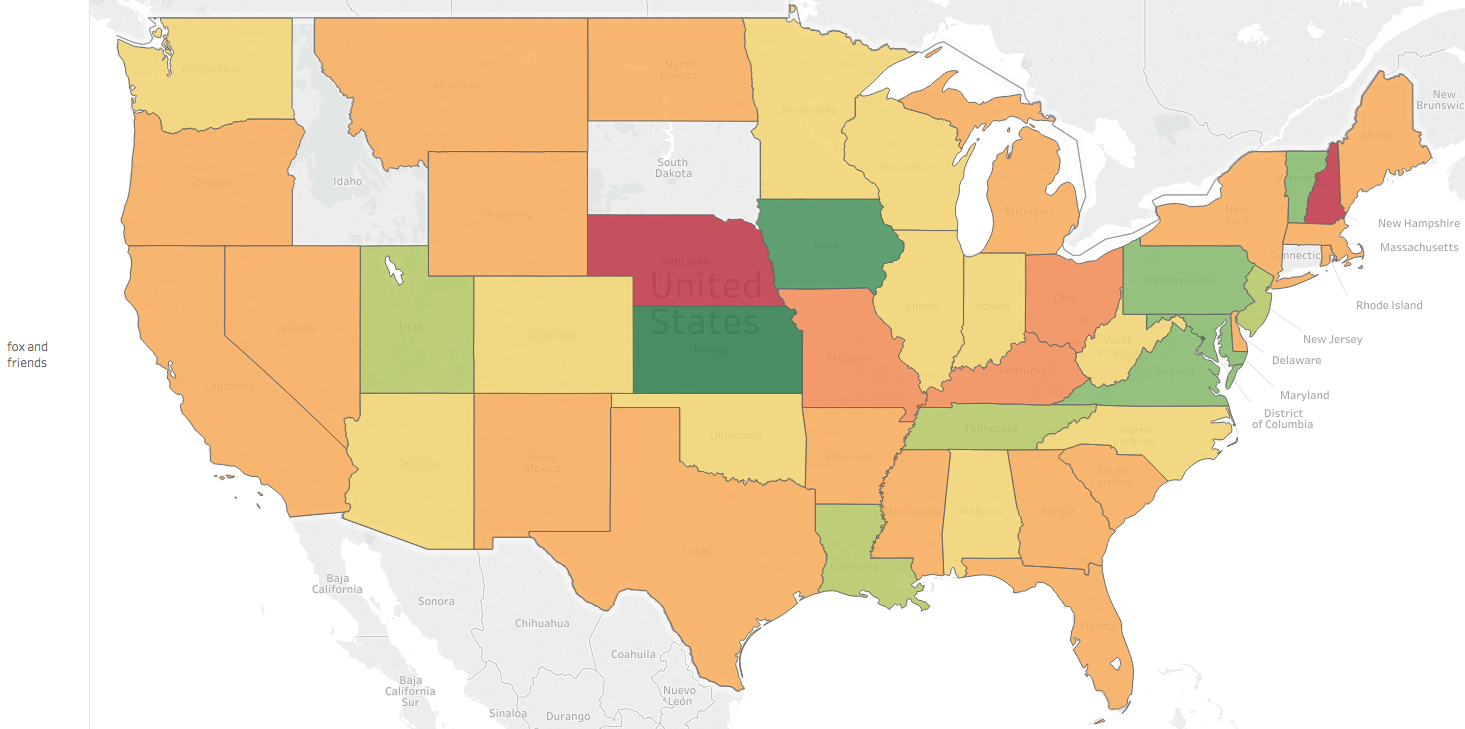 fox and
friends
Washington
Montana
North
Dakota
Minnesota
New
Brunswic
Maine
Oregon
Idaho
South
Dakota
Wisconsin
Vermont
Wyoming
Michigan
New
York
New Hampshire
Massachusetts
Connectic
Iowa
Nebraska
United
States
Rhode Island
Pennsylvania
Nevada
Utah
Colorado
Illinois
Indiana
Ohio
West
Virginia
New Jersey
Delaware
Kansas
Missouri
Kentucky
Virginia
Maryland
California
District
of Columbia
Tennessee
North
Carolina
Oklahoma
Arizona
New
Mexico
Arkansas
South
Carolina
Mississippi
Alabama
Georgia
Texas
Louisiana
Florida
Baja
California
Sonora
Chihuahua
Coahuila
Baja
California
Sur
Nuevo
León
Sinaloa
Durango